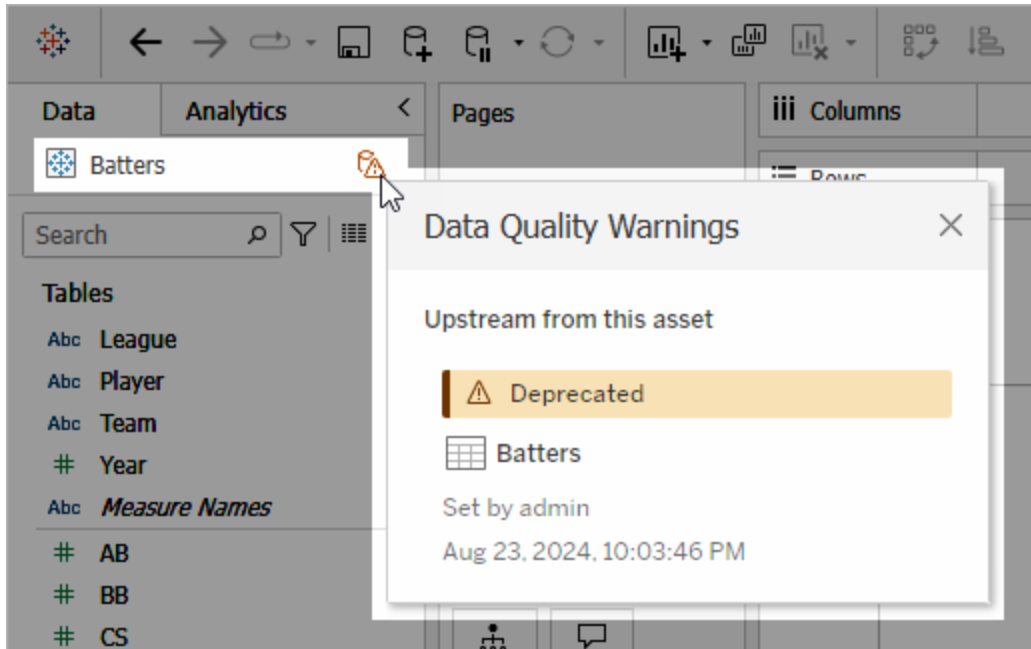 Data Analytics Pages Columns
Batters
Rows
Search
Tables
Abc League
Abc Player
Abc Team
# Year
Abc Measure Names
# AB
# BB
# CS
Data Quality Warnings
Upstream from this asset
Deprecated
Batters
Set by admin
Aug 23, 2024, 10:03:46 PM